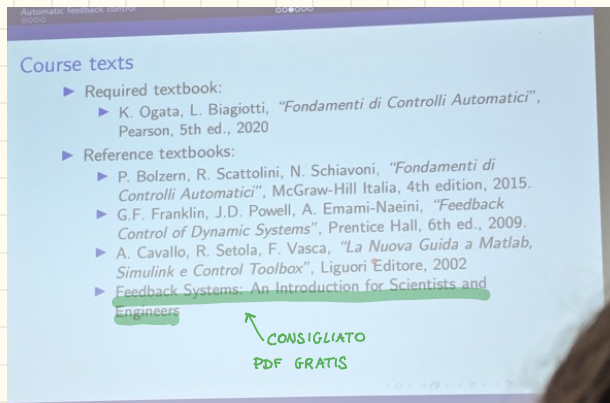 Automatic feedback control
Course texts
Required textbook:
K. Ogata, L. Biagiotti, "Fondamenti di Controlli Automatici",
Pearson, 5th ed., 2020
Reference textbooks:
P. Bolzern, R. Scattolini, N. Schiavoni, "Fondamenti di
Controlli Automatici", McGraw-Hill Italia, 4th edition, 2015.
G.F. Franklin, J.D. Powell, A. Emami-Naeini, "Feedback
Control of Dynamic Systems", Prentice Hall, 6th ed., 2009.
A. Cavallo, R. Setola, F. Vasca, "La Nuova Guida a Matlab,
Simulink e Control Toolbox", Liguori Editore, 2002
Feedback Systems: An Introduction for Scientists and
Engineers
CONSIGLIATO
PDF GRATIS